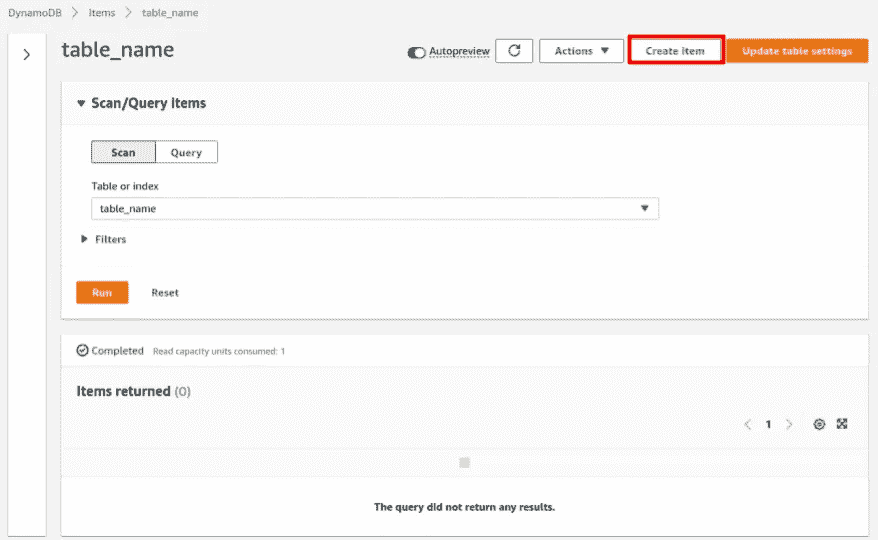 DynamoDB > Items > table_name
table_name
Autopreview
Actions
Create item
Update table settings
Scan/Query items
Scan
Query
Table or index
table_name
Filters
Run
Reset
Completed
Read capacity units consumed: 1
Items returned (0)
1
The query did not return any results.